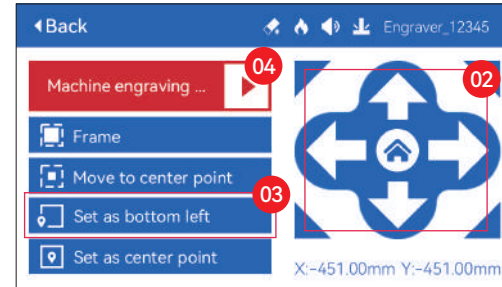 Back
Engraver_12345
Machine engraving ...
04
02
Frame
Move to center point
03
Set as bottom left
Set as center point
X:-451.00mm Y:-451.00mm